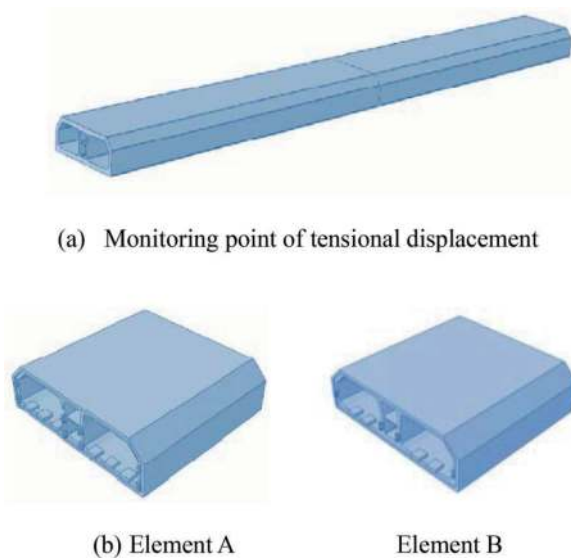 (a) Monitoring point of tensional displacement
(b) Element A Element B